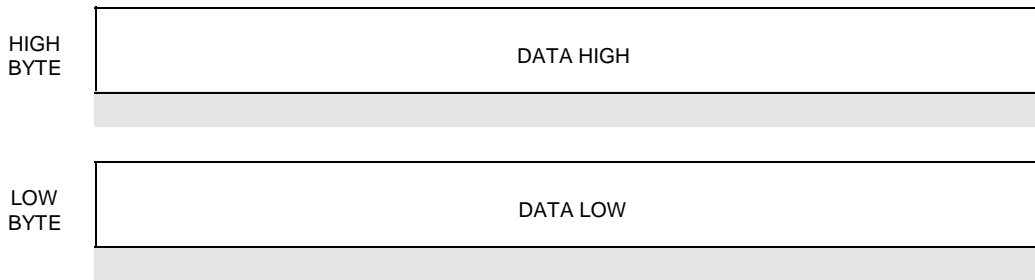 HIGH
BYTE
DATA HIGH
LOW
BYTE
DATA LOW